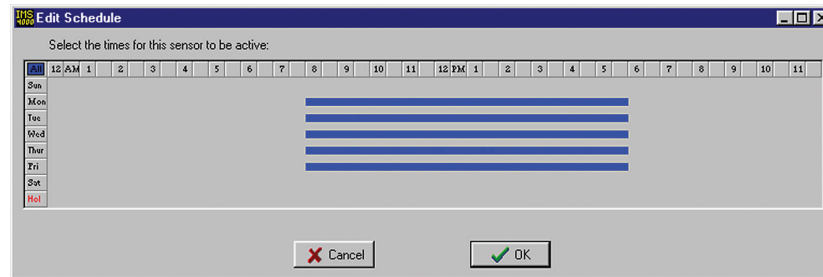 IMS 4000 Edit Schedule
Select the times for this sensor to be active:
All 12 AM 1 2 3 4 5 6 7 8 9 10 11 12 PM 1 2 3 4 5 6 7 8 9 10 11
Sun
Mon
Tue
Wed
Thur
Fri
Sat
Hol
Cancel OK